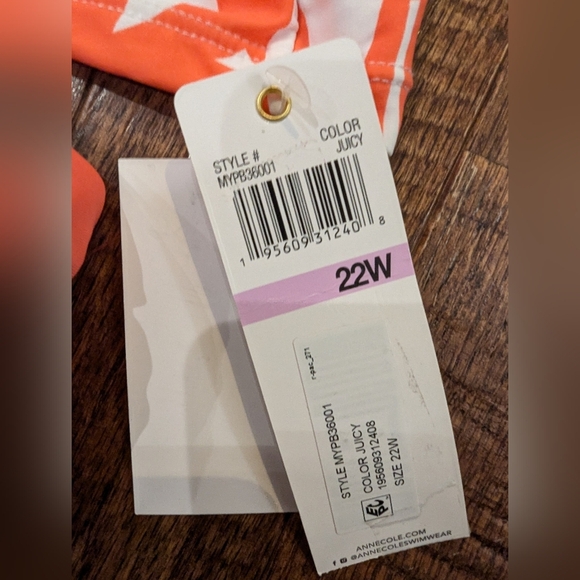 STYLE #
MYPB36001
COLOR
JUICY
1 95609 31240 8
22W
r-pac_271
STYLE MYPB36001
COLOR JUICY
195609312408
SIZE 22W
ANNECOLE.COM
@ANNECOLESWIMWEAR